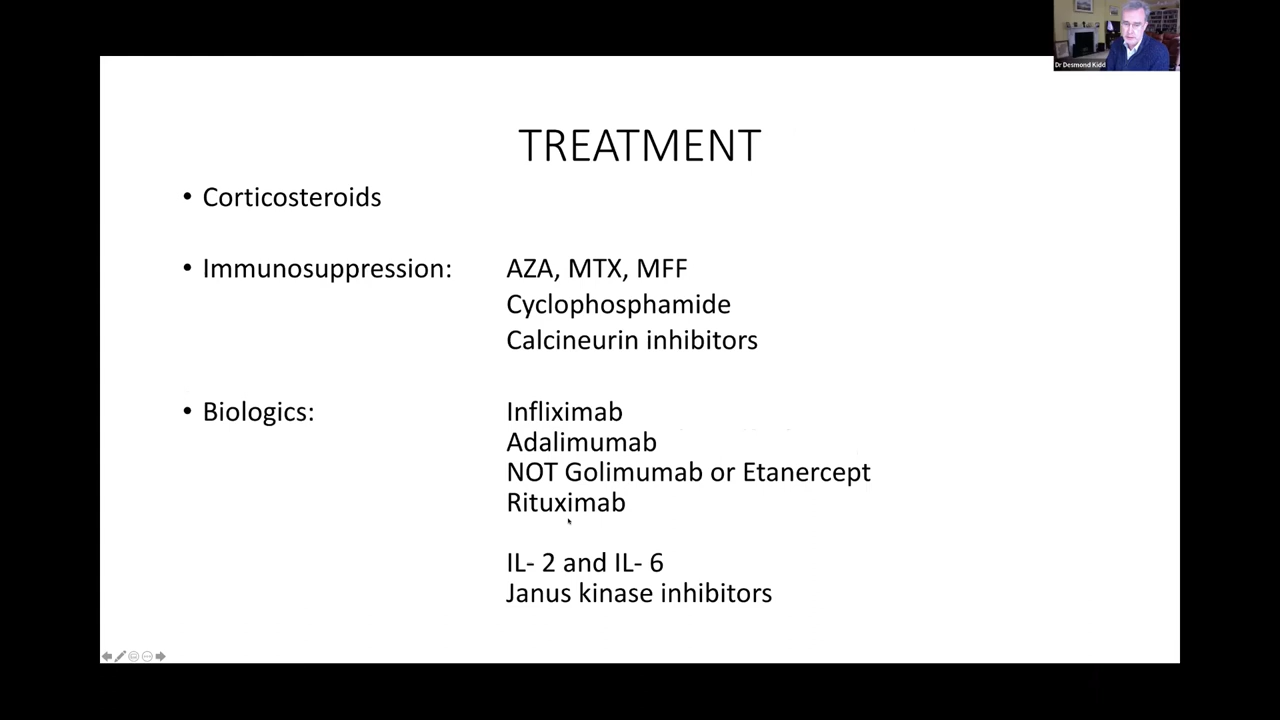 Dr Desmond Kidd
TREATMENT
• Corticosteroids
• Immunosuppression: AZA, MTX, MFF
Cyclophosphamide
Calcineurin inhibitors
• Biologics: Infliximab
Adalimumab
NOT Golimumab or Etanercept
Rituximab
IL- 2 and IL- 6
Janus kinase inhibitors